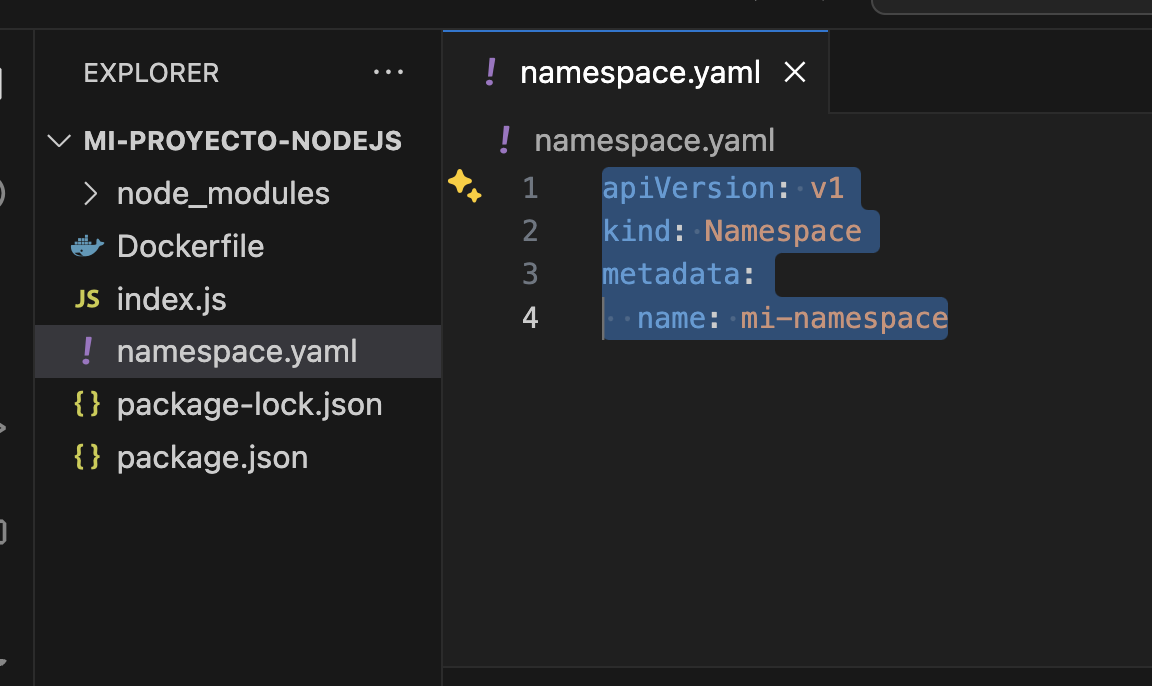 EXPLORER ...
MI-PROYECTO-NODEJS
node_modules
Dockerfile
JS index.js
! namespace.yaml
{} package-lock.json
{} package.json
! namespace.yaml ×
! namespace.yaml
1 apiVersion: v1
2 kind: Namespace
3 metadata:
4   name: mi-namespace